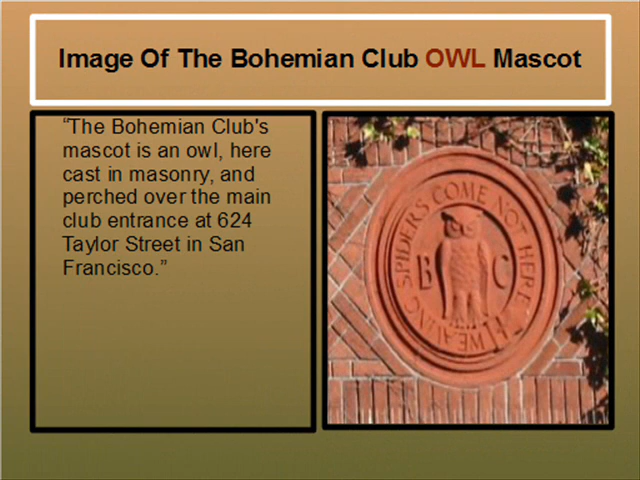 Image Of The Bohemian Club OWL Mascot
“The Bohemian Club's
mascot is an owl, here
cast in masonry, and
perched over the main
club entrance at 624
Taylor Street in San
Francisco.”
WEAVING SPIDERS COME NOT HERE
B C